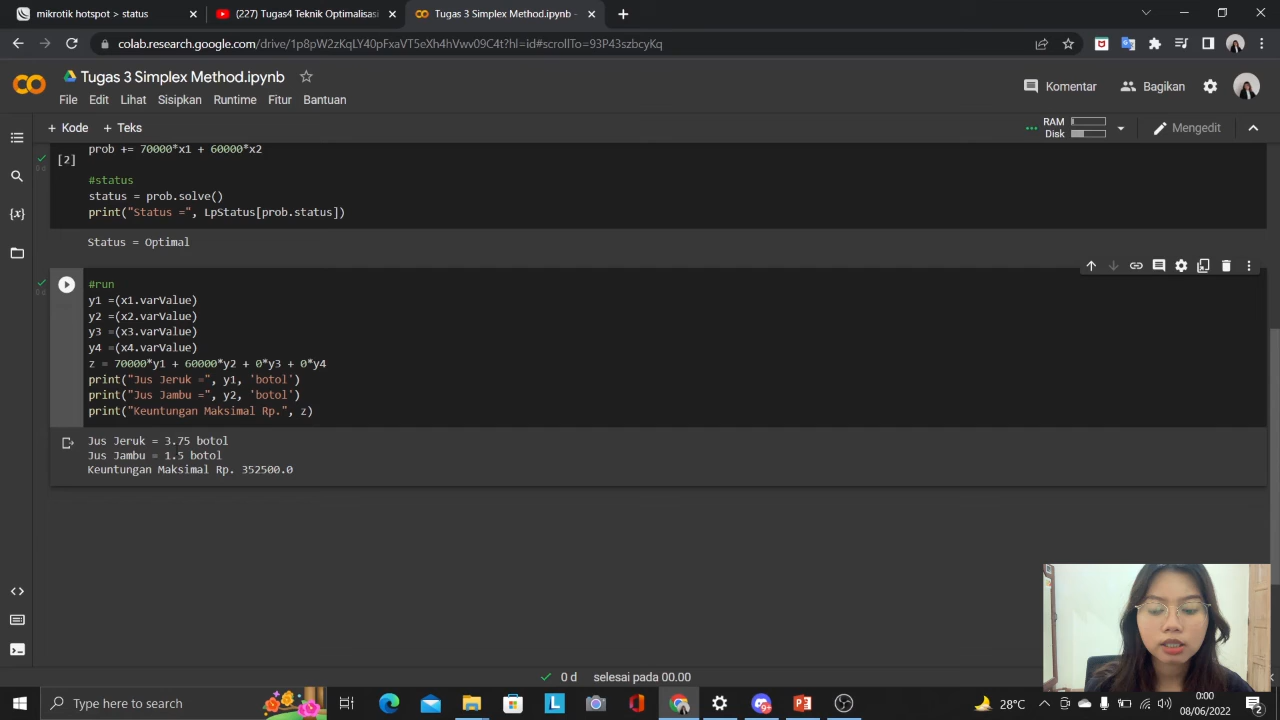 mikrotik hotspot > status
(227) Tugas4 Teknik Optimalisasi
Tugas 3 Simplex Method.ipynb -
colab.research.google.com/drive/1p8pW2zKqLY40pFxaVT5eXh4hVwv09C4t?hl=id#scrollTo=93P43szbcyKq
Tugas 3 Simplex Method.ipynb
Komentar
Bagikan
File Edit Lihat Sisipkan Runtime Fitur Bantuan
+ Kode + Teks
RAM
Disk
Mengedit
prob += 70000*x1 + 60000*x2
[2]
#status
status = prob.solve()
print("Status =", LpStatus[prob.status])
Status = Optimal
#run
y1 =(x1.varValue)
y2 =(x2.varValue)
y3 =(x3.varValue)
y4 =(x4.varValue)
z = 70000*y1 + 60000*y2 + 0*y3 + 0*y4
print("Jus Jeruk =", y1, 'botol')
print("Jus Jambu =", y2, 'botol')
print("Keuntungan Maksimal Rp.", z)
Jus Jeruk = 3.75 botol
Jus Jambu = 1.5 botol
Keuntungan Maksimal Rp. 352500.0
0 d selesai pada 00.00
Type here to search
28°C
0:00
08/06/2022
2